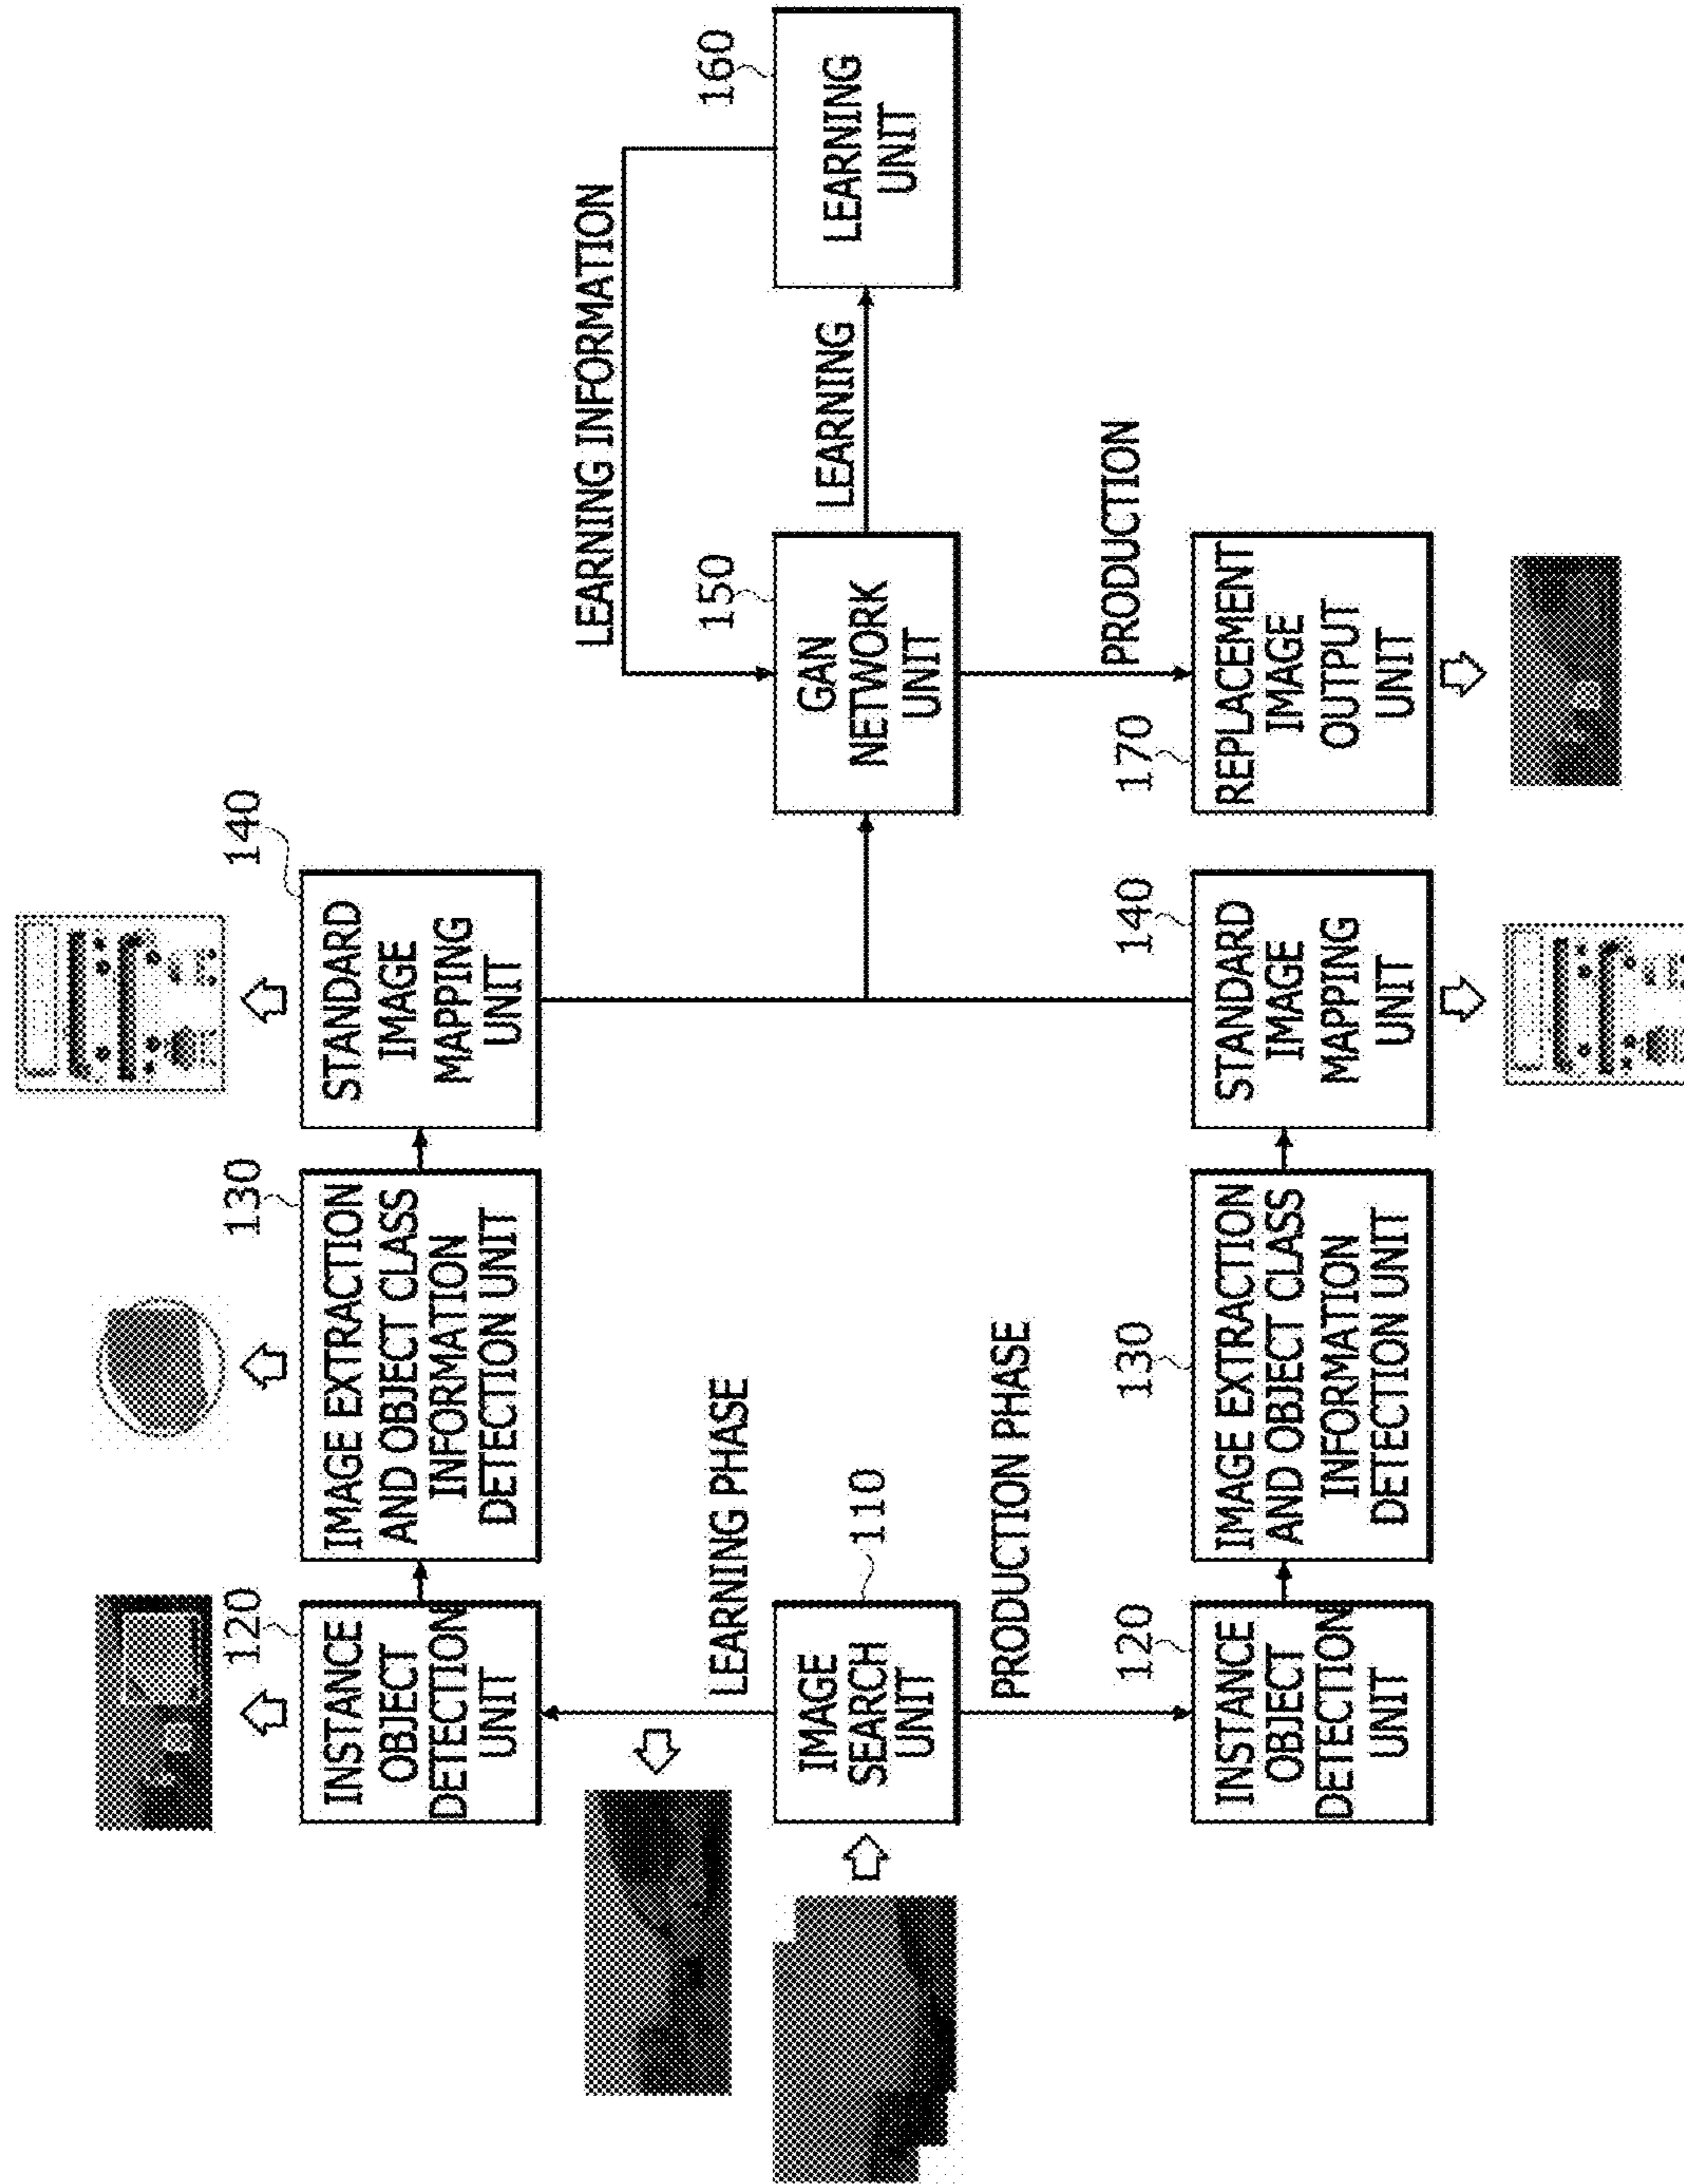 120
INSTANCE
OBJECT
DETECTION
UNIT
130
IMAGE EXTRACTION
AND OBJECT CLASS
INFORMATION
DETECTION UNIT
140
STANDARD
IMAGE
MAPPING
UNIT
LEARNING PHASE
IMAGE
SEARCH
UNIT
110
PRODUCTION PHASE
LEARNING INFORMATION
150
GAN
NETWORK
UNIT
LEARNING
160
LEARNING
UNIT
PRODUCTION
120
INSTANCE
OBJECT
DETECTION
UNIT
130
IMAGE EXTRACTION
AND OBJECT CLASS
INFORMATION
DETECTION UNIT
140
STANDARD
IMAGE
MAPPING
UNIT
170
REPLACEMENT
IMAGE
OUTPUT
UNIT